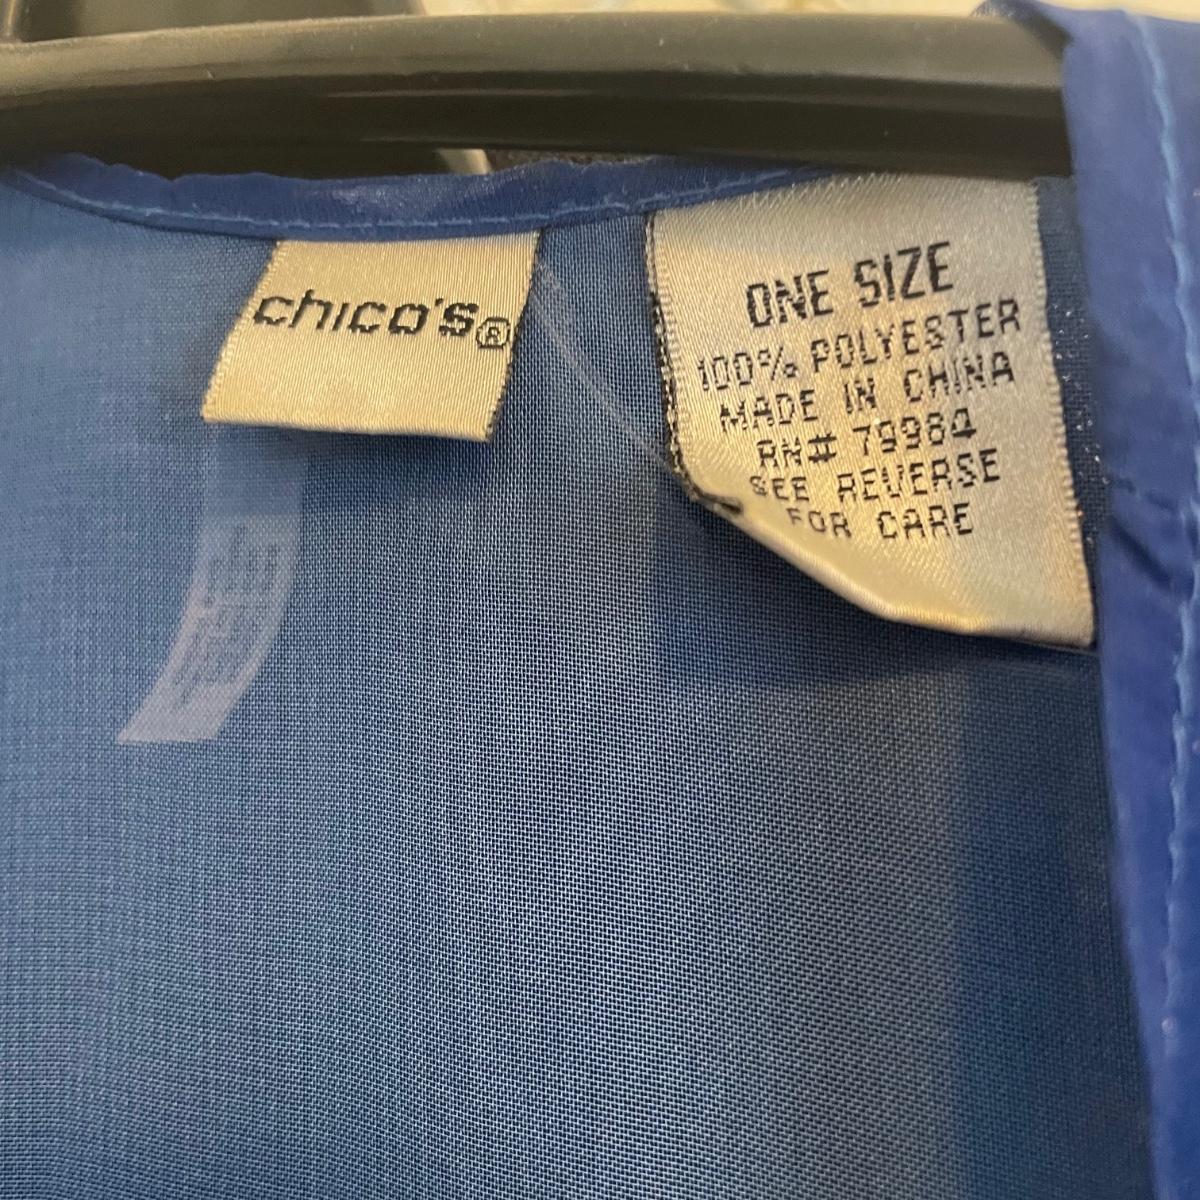 chico's®
ONE SIZE
100% POLYESTER
MADE IN CHINA
RN# 79984
SEE REVERSE
FOR CARE